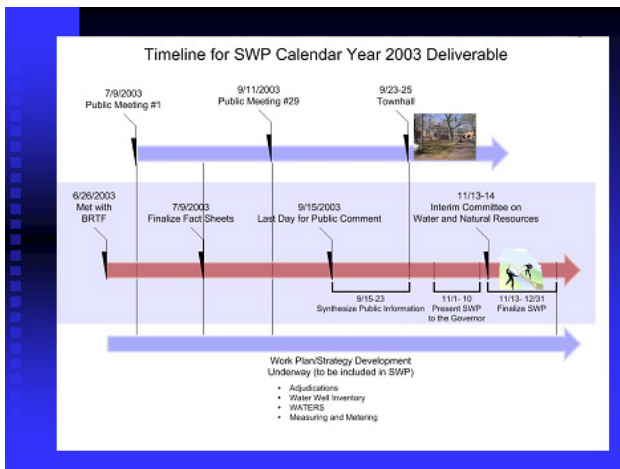 Timeline for SWP Calendar Year 2003 Deliverable
7/9/2003
Public Meeting #1
9/11/2003
Public Meeting #29
9/23-25
Townhall
6/26/2003
Met with
BRTF
7/9/2003
Finalize Fact Sheets
9/15/2003
Last Day for Public Comment
11/13-14
Interim Committee on
Water and Natural Resources
9/15-23
Synthesize Public Information
11/1- 10
Present SWP
to the Governor
11/13- 12/31
Finalize SWP
Work Plan/Strategy Development
Underway (to be included in SWP)
• Adjudications
• Water Well Inventory
• WATERS
• Measuring and Metering